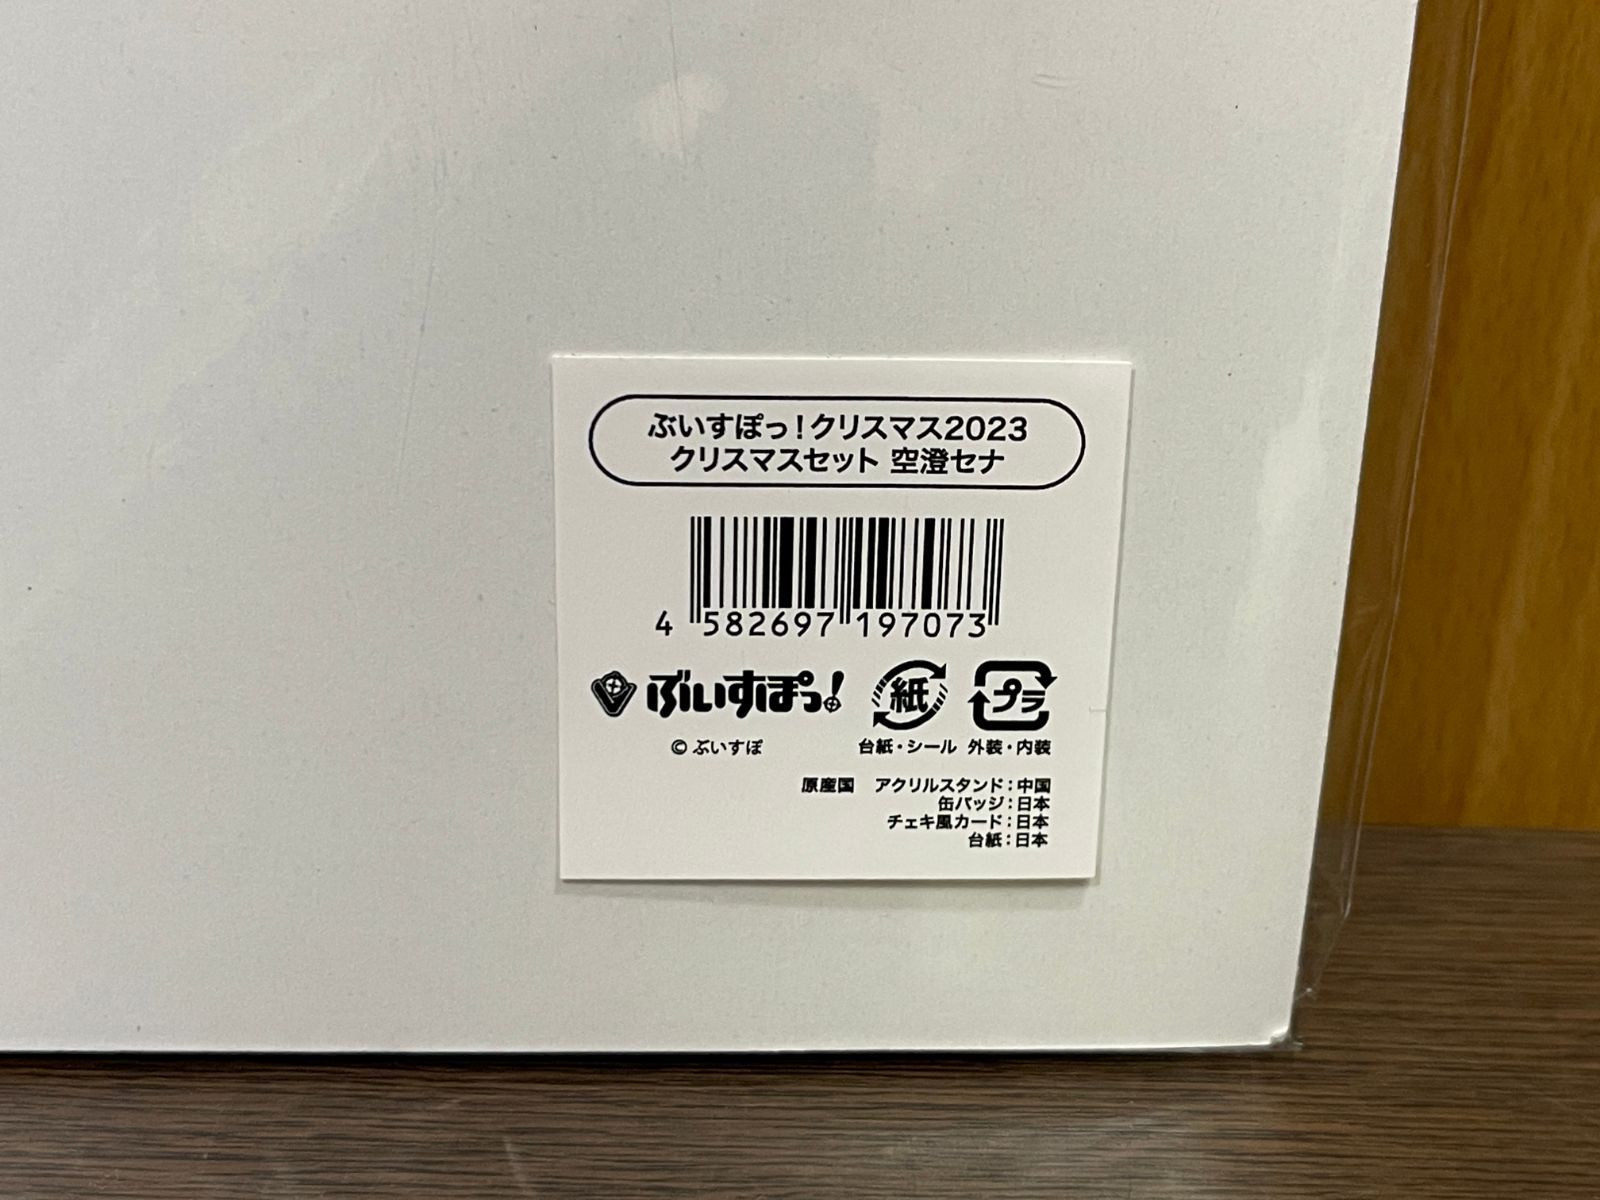 ぶいすぽっ!クリスマス2023
クリスマスセット 空澄セナ
4 582697 197073
ぶいすぽっ! 紙 プラ
© ぶいすぽ 台紙・シール 外装・内装
原産国 アクリルスタンド:中国
缶バッジ:日本
チェキ風カード:日本
台紙:日本